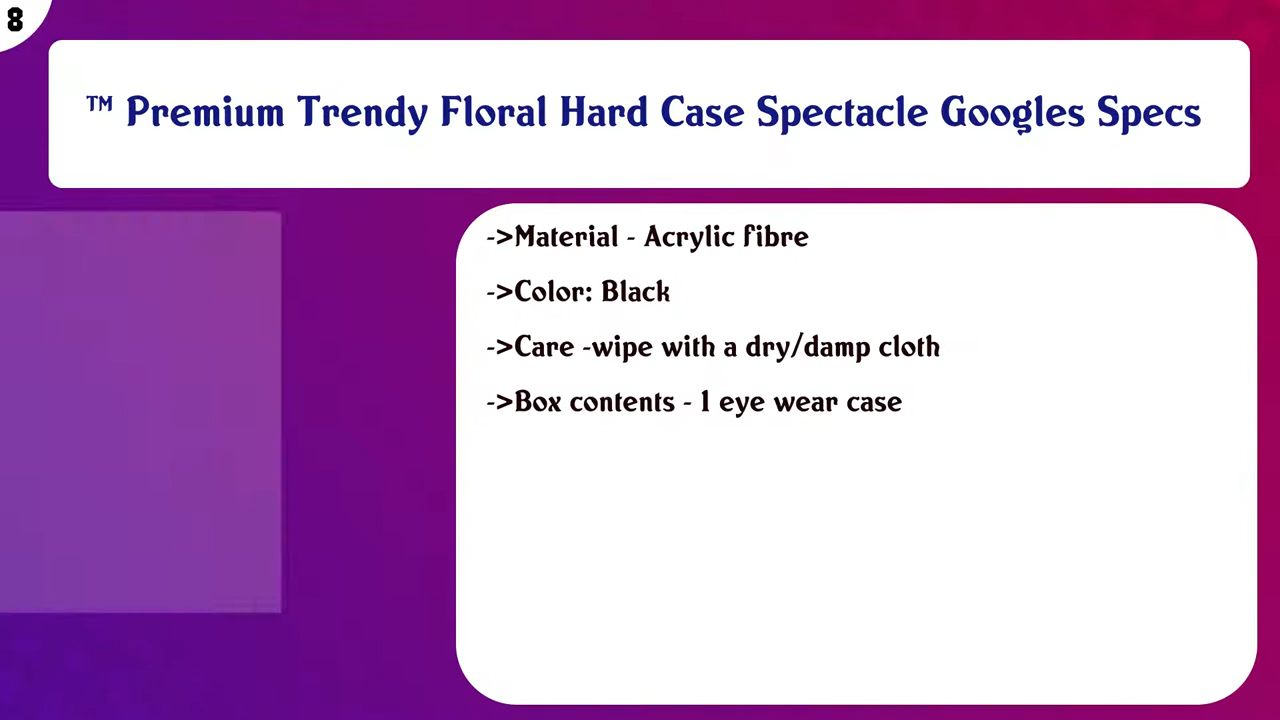 8
™ Premium Trendy Floral Hard Case Spectacle Googles Specs
->Material - Acrylic fibre
->Color: Black
->Care -wipe with a dry/damp cloth
->Box contents - 1 eye wear case